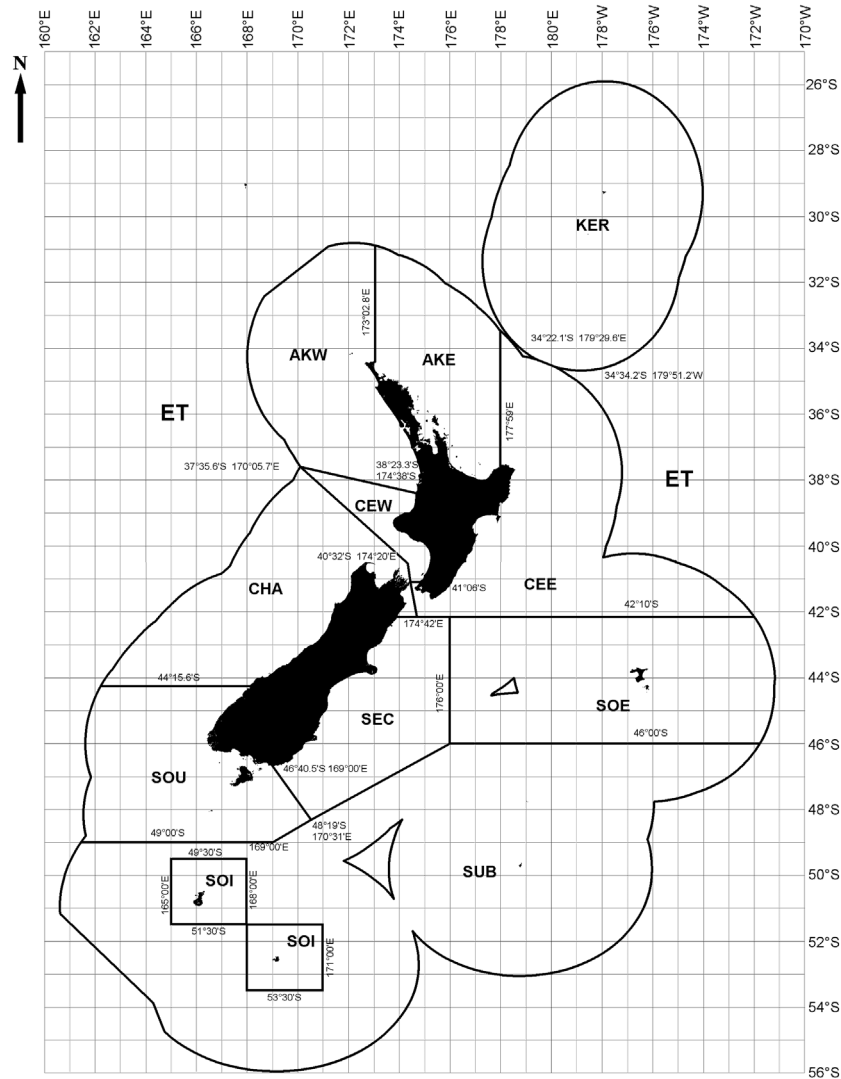 160°E
162°E
164°E
166°E
168°E
170°E
172°E
174°E
176°E
178°E
180°E
178°W
176°W
174°W
172°W
170°W
N
26°S
28°S
30°S
32°S
34°S
36°S
38°S
40°S
42°S
44°S
46°S
48°S
50°S
52°S
54°S
56°S
KER
173°02.8'E
34°22.1'S 179°29.6'E
AKW
AKE
34°34.2'S 179°51.2'W
ET
177°59'E
37°35.6'S 170°05.7'E
38°23.3'S
174°38'S
ET
CEW
40°32'S 174°20'E
CHA
41°06'S
CEE
42°10'S
174°42'E
44°15.6'S
176°00'E
SEC
SOE
46°00'S
46°40.5'S 169°00'E
SOU
48°19'S
170°31'E
49°00'S
169°00'E
49°30'S
165°00'E
SOI
168°00'E
SUB
51°30'S
SOI
171°00'E
53°30'S